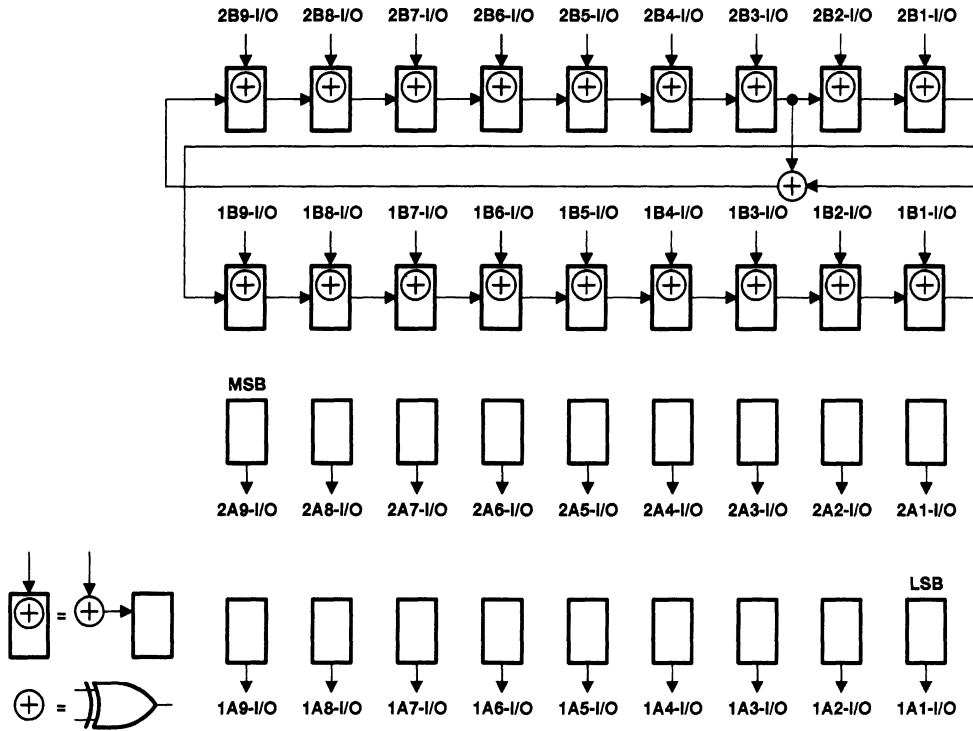 2B9-I/O 2B8-I/O 2B7-I/O 2B6-I/O 2B5-I/O 2B4-I/O 2B3-I/O 2B2-I/O 2B1-I/O
1B9-I/O 1B8-I/O 1B7-I/O 1B6-I/O 1B5-I/O 1B4-I/O 1B3-I/O 1B2-I/O 1B1-I/O
MSB
2A9-I/O 2A8-I/O 2A7-I/O 2A6-I/O 2A5-I/O 2A4-I/O 2A3-I/O 2A2-I/O 2A1-I/O
LSB
=
=
1A9-I/O 1A8-I/O 1A7-I/O 1A6-I/O 1A5-I/O 1A4-I/O 1A3-I/O 1A2-I/O 1A1-I/O